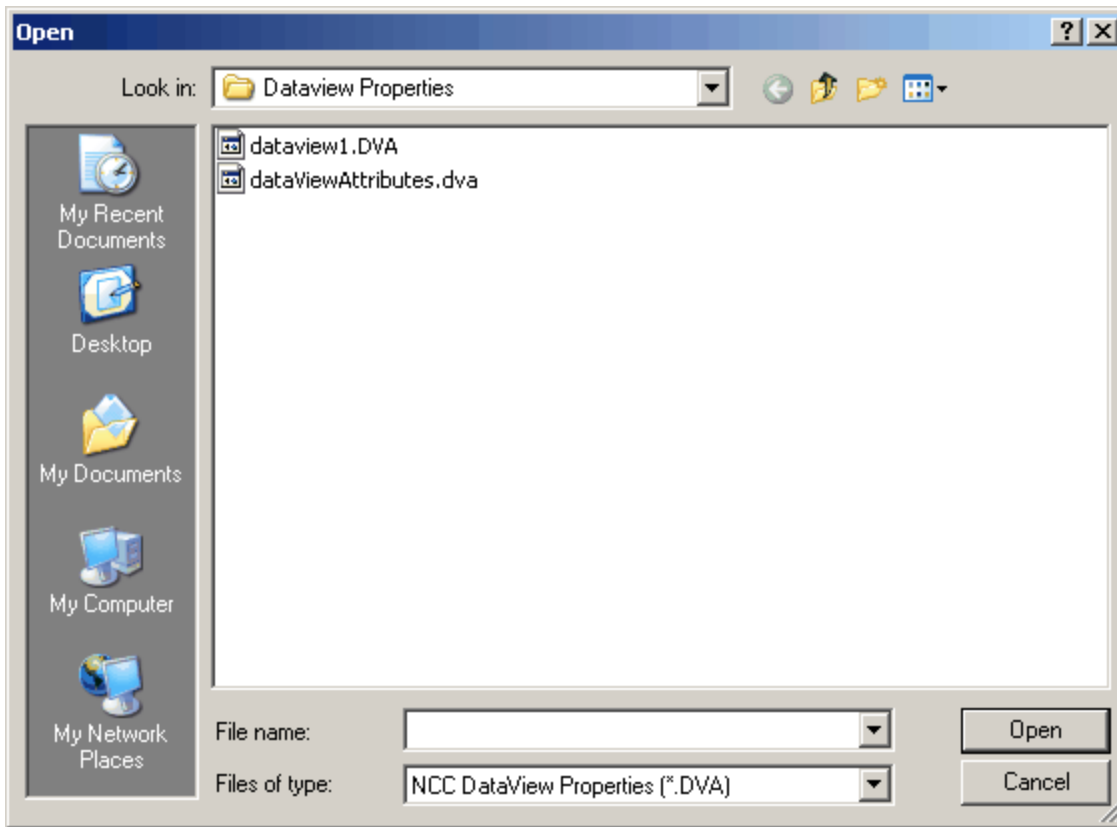 Open
Look in: Dataview Properties
dataview1.DVA
dataViewAttributes.dva
My Recent
Documents
Desktop
My Documents
My Computer
My Network
Places
File name:
Open
Files of type: NCC DataView Properties (*.DVA)
Cancel